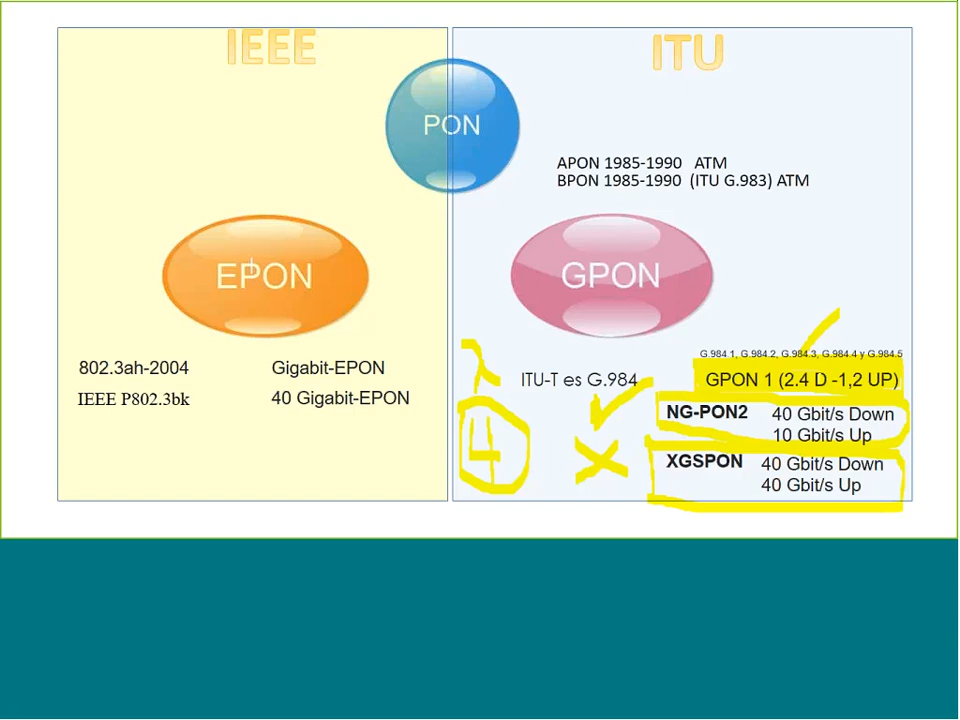 IEEE
ITU
PON
APON 1985-1990 ATM
BPON 1985-1990 (ITU G.983) ATM
EPON
GPON
802.3ah-2004 Gigabit-EPON
IEEE P802.3bk 40 Gigabit-EPON
G.984.1, G.984.2, G.984.3, G.984.4 y G.984.5
ITU-T es G.984
GPON 1 (2.4 D -1,2 UP)
NG-PON2 40 Gbit/s Down
10 Gbit/s Up
XGSPON 40 Gbit/s Down
40 Gbit/s Up
λ
4
X